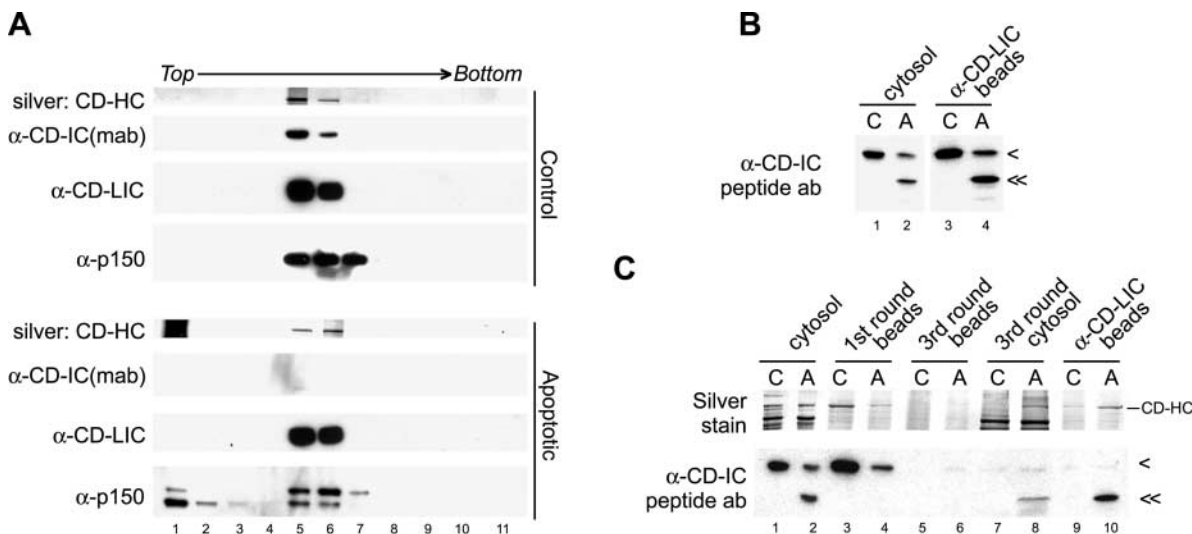 A
Top
Bottom
silver: CD-HC
α-CD-IC(mab)
α-CD-LIC
α-p150
Control
silver: CD-HC
α-CD-IC(mab)
α-CD-LIC
α-p150
Apoptotic
1 2 3 4 5 6 7 8 9 10 11
B
cytosol
α-CD-LIC
beads
C A C A
α-CD-IC
peptide ab
<
<<
1 2 3 4
C
cytosol
1st round
beads
3rd round
beads
3rd round
cytosol
α-CD-LIC
beads
C A C A C A C A C A
Silver
stain
CD-HC
α-CD-IC
peptide ab
<
<<
1 2 3 4 5 6 7 8 9 10